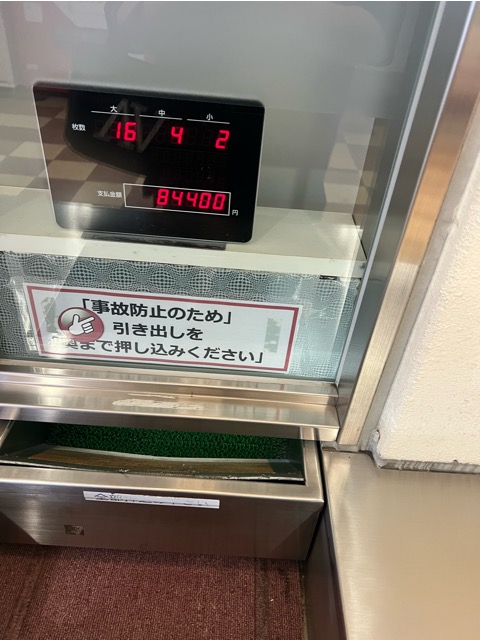 大 中 小
枚数 16 4 2
支払金額 84400 円
「事故防止のため」
引き出しを
奥まで押し込みください」